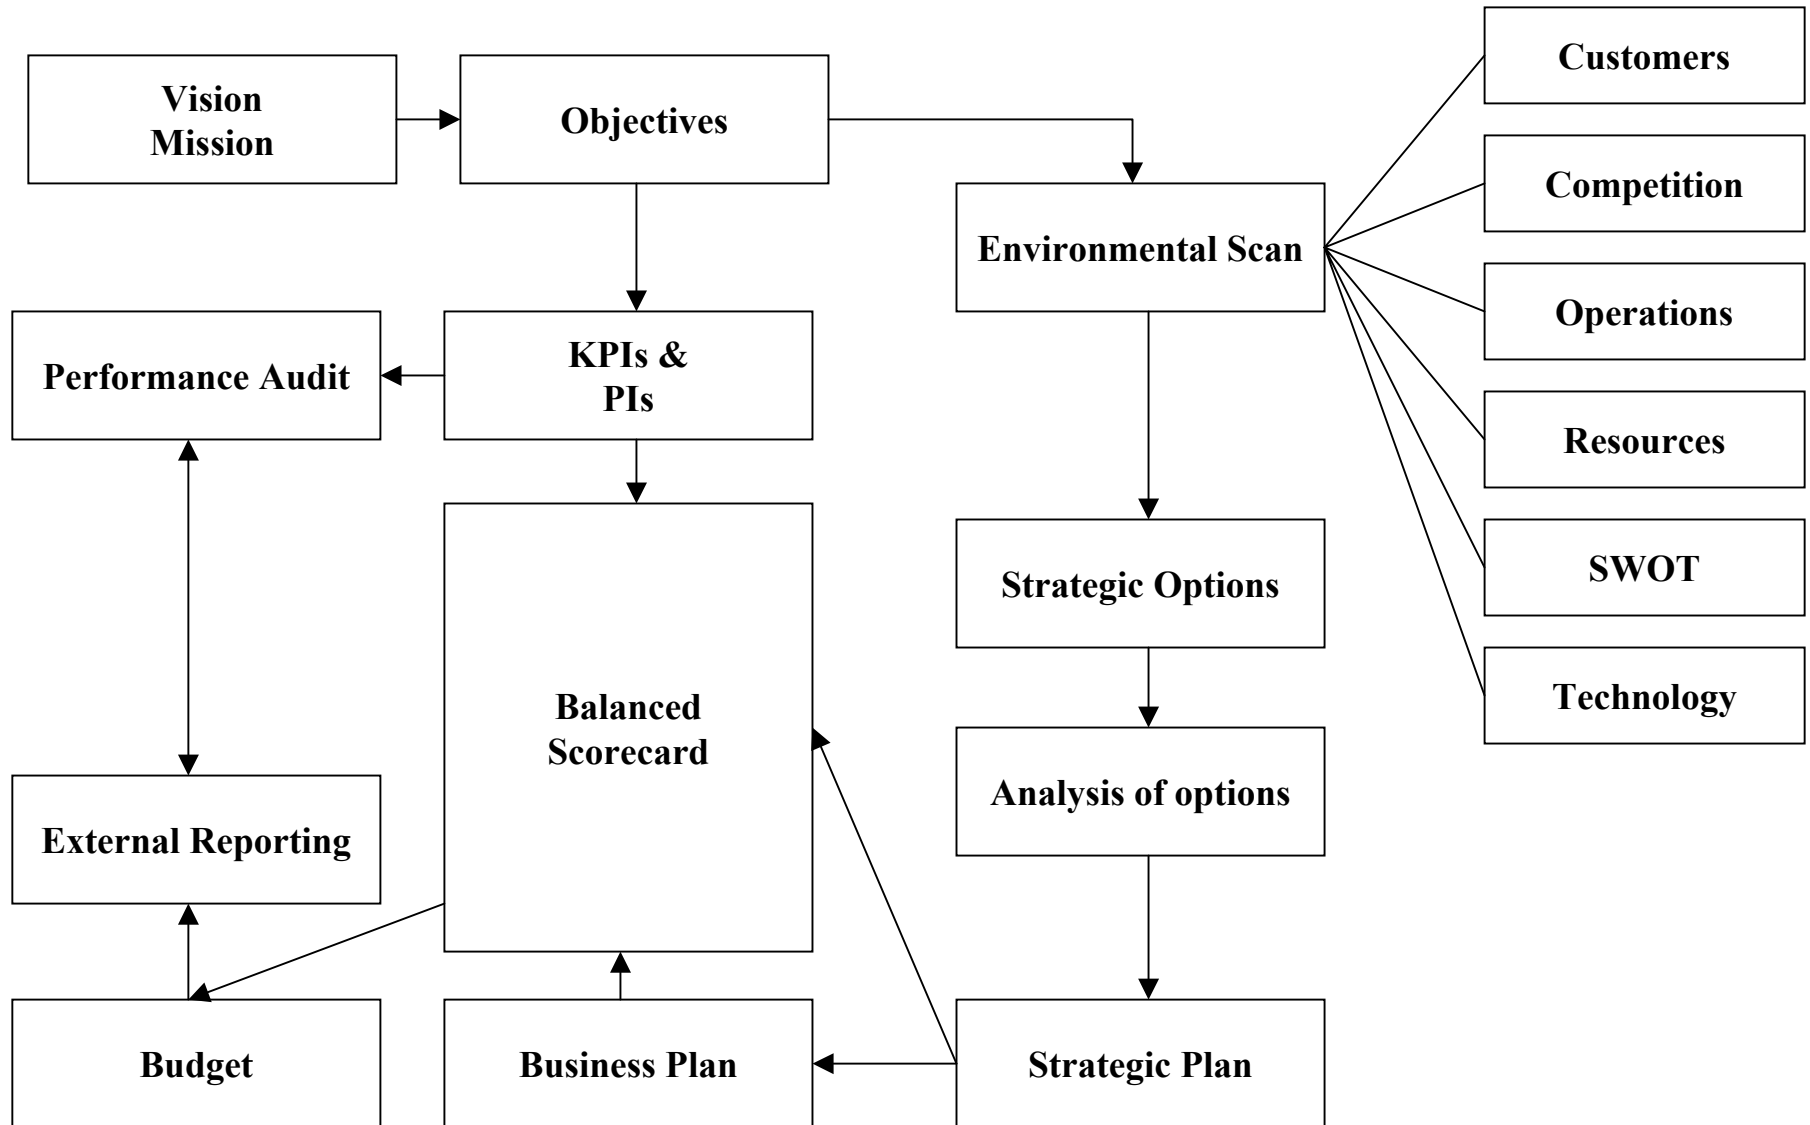 Vision
Mission
Objectives
Customers
Competition
Environmental Scan
Operations
Performance Audit
KPIs &
PIs
Resources
Strategic Options
SWOT
Balanced
Scorecard
Technology
Analysis of options
External Reporting
Budget
Business Plan
Strategic Plan